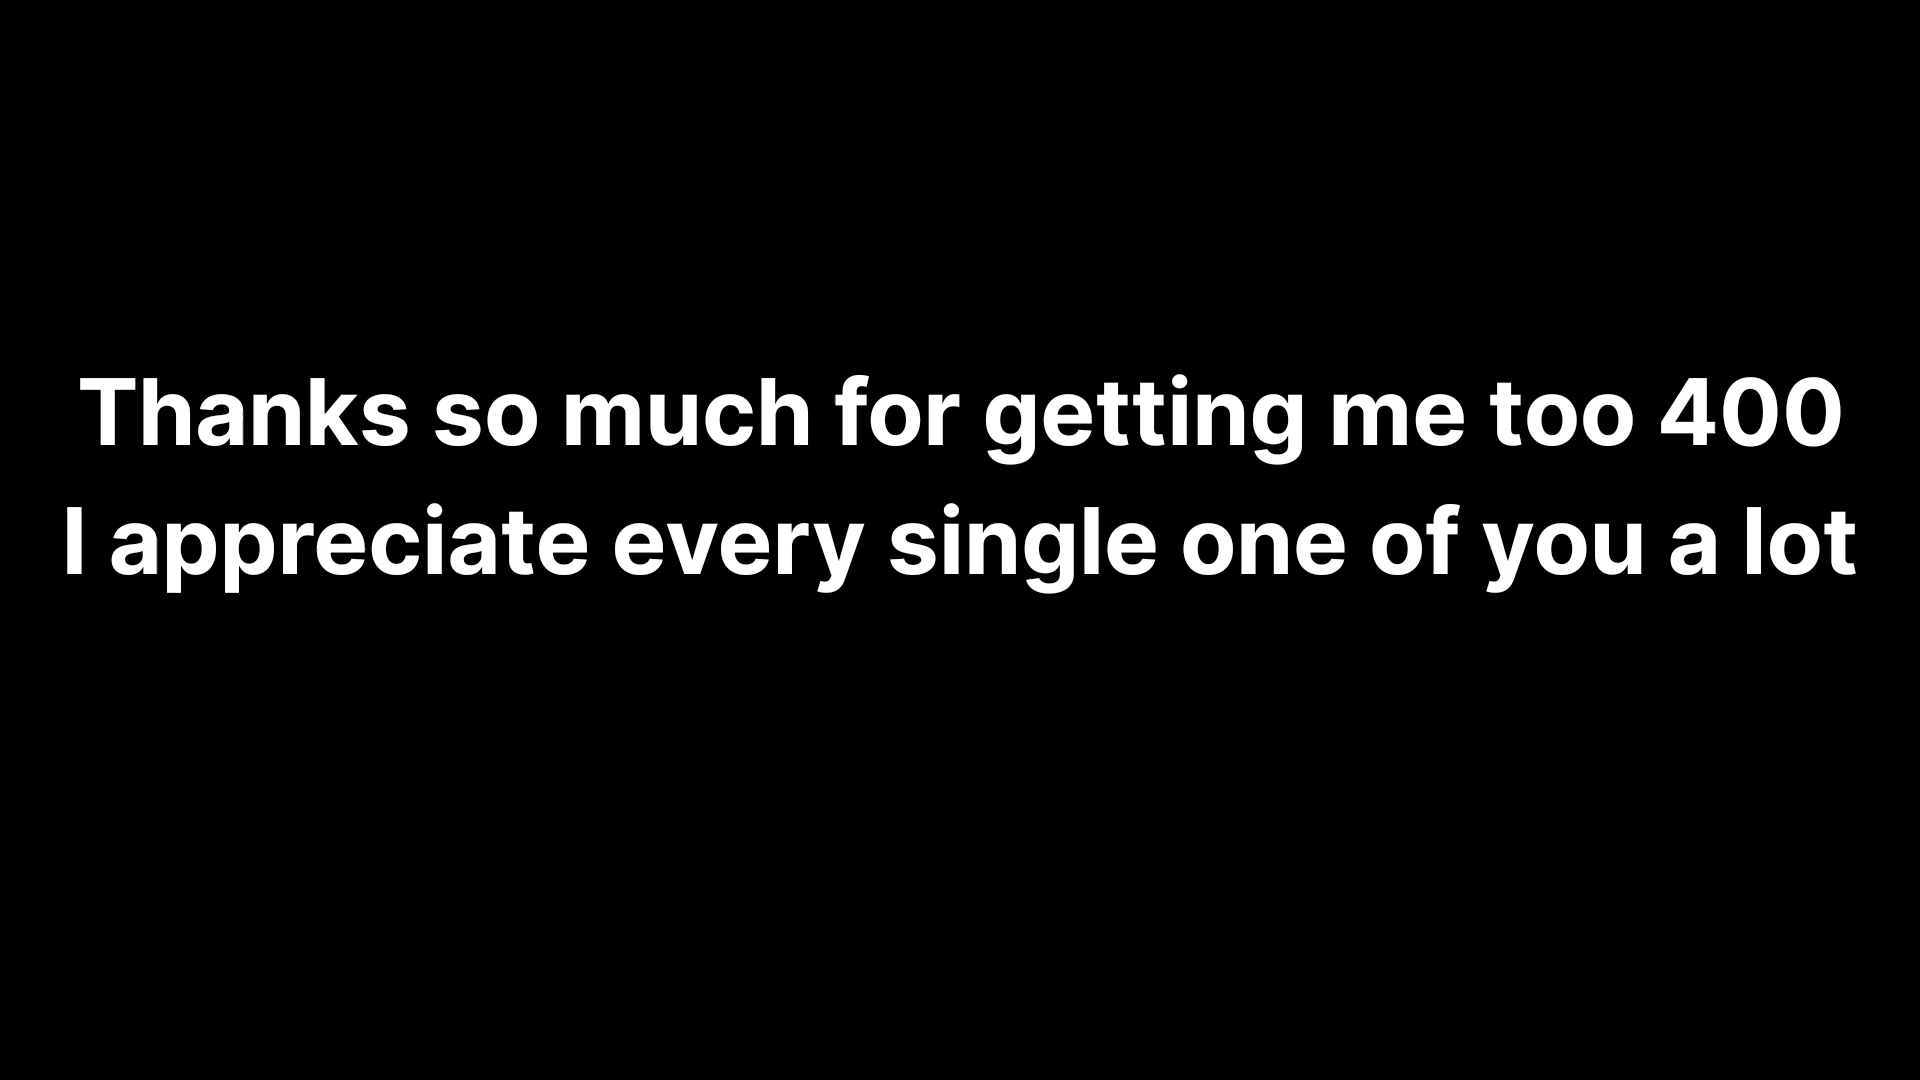 Thanks so much for getting me too 400
I appreciate every single one of you a lot